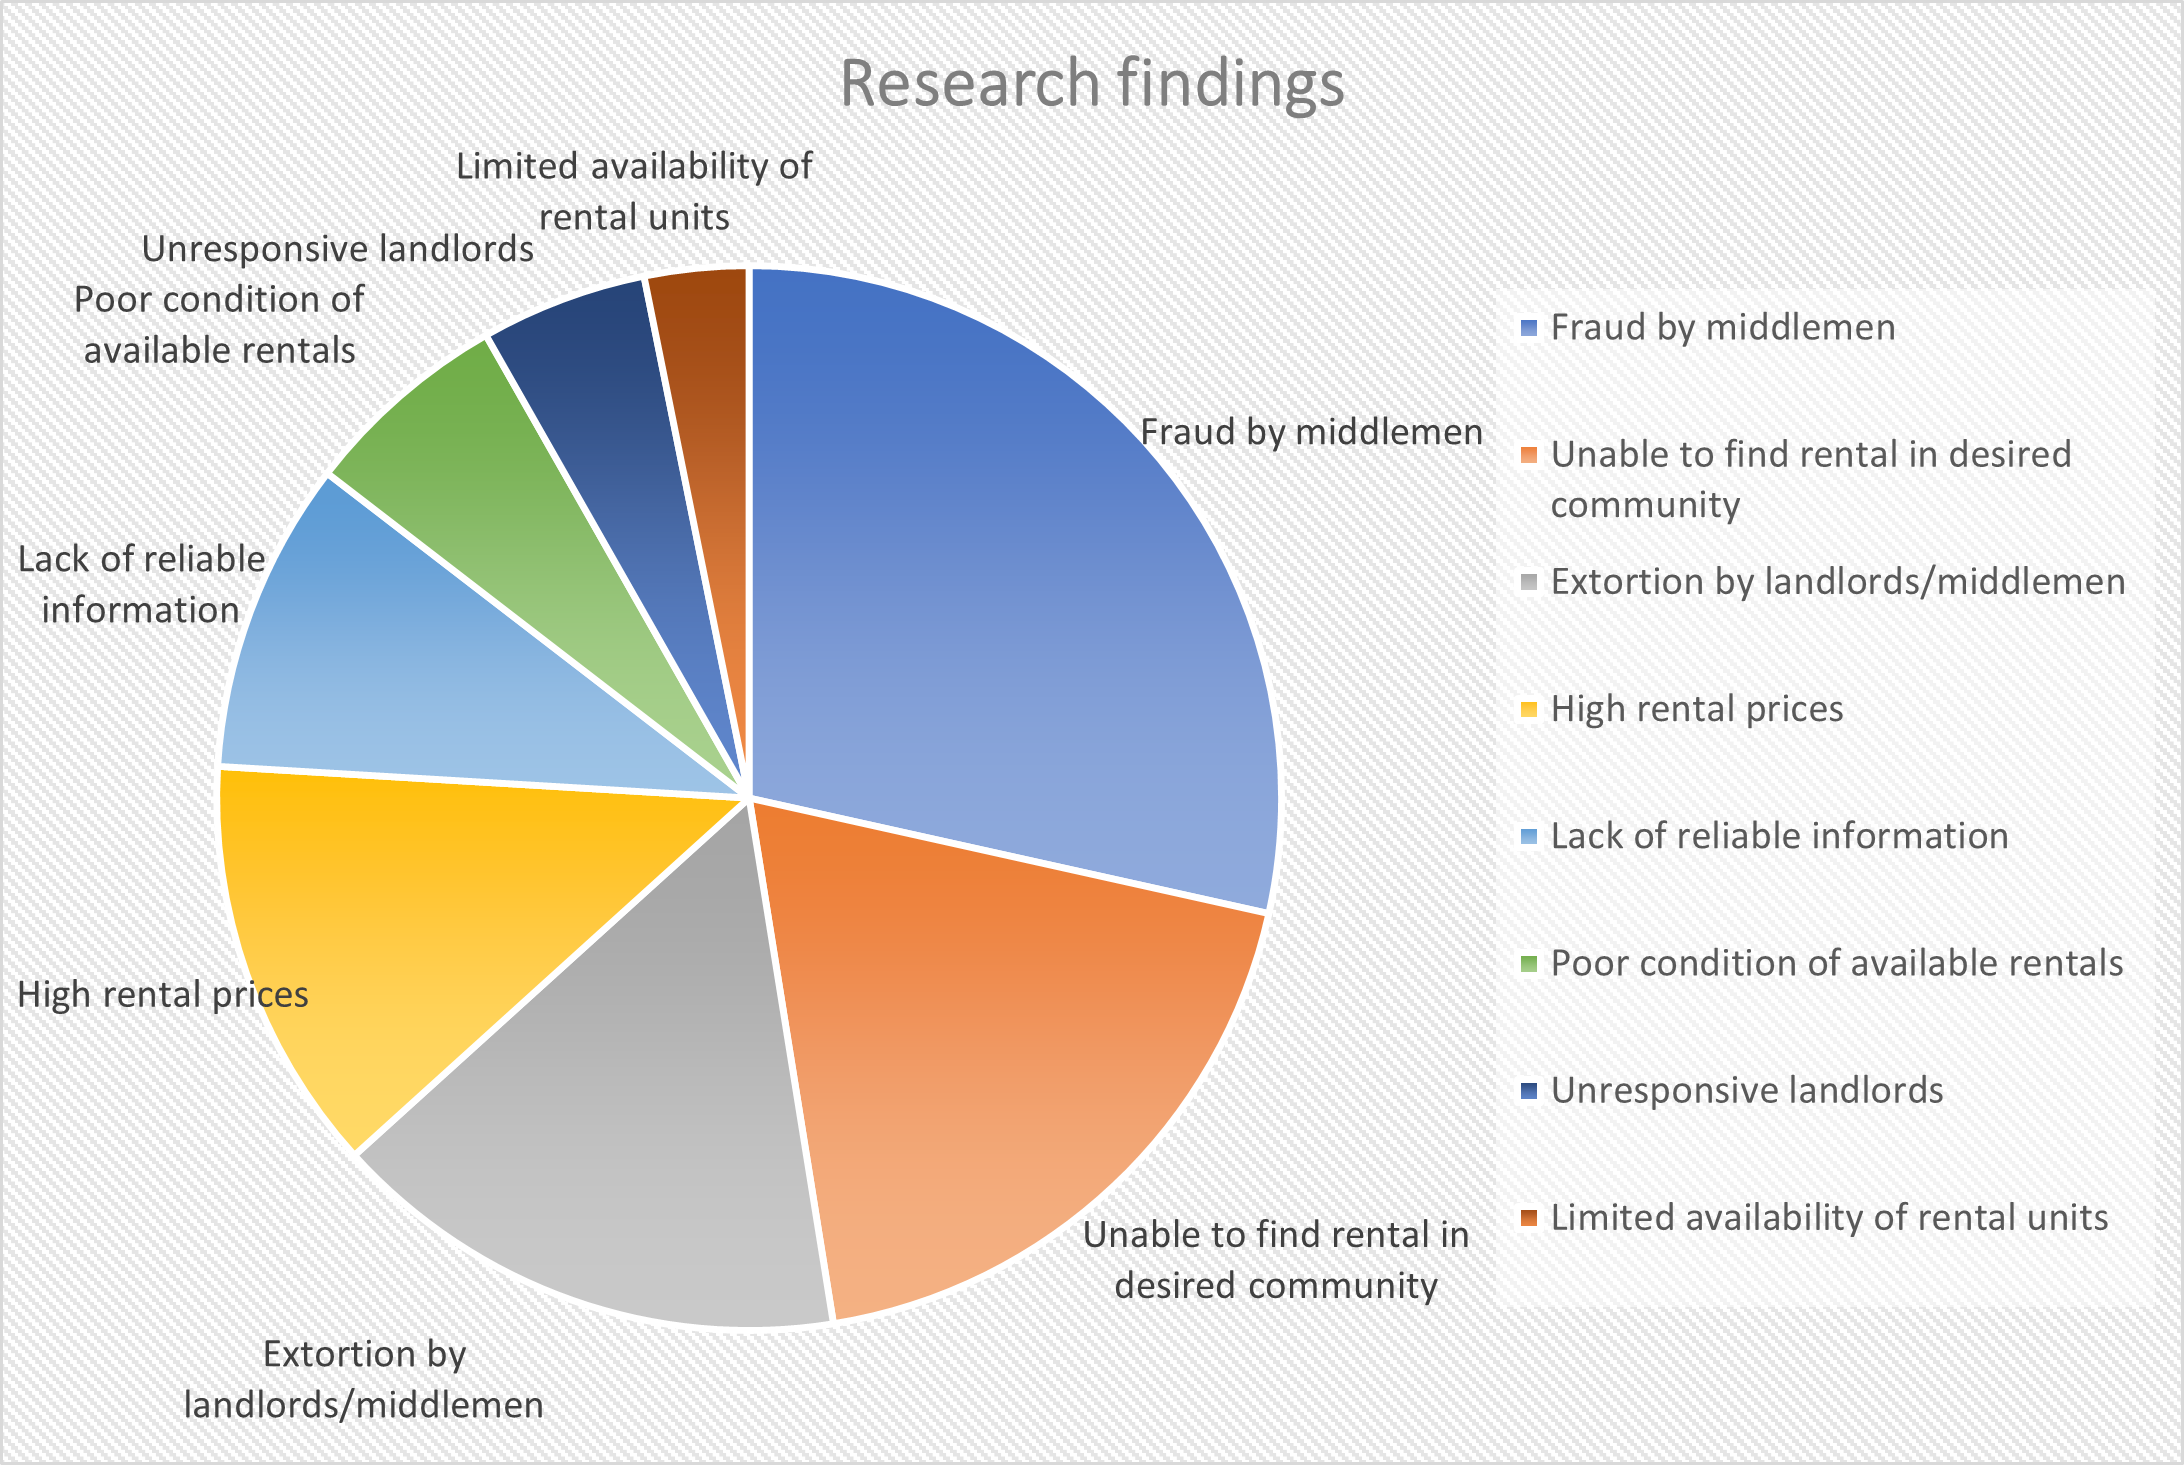 Research findings
Limited availability of
rental units
Unresponsive landlords
Poor condition of
available rentals
Fraud by middlemen
Lack of reliable
information
High rental prices
Unable to find rental in
desired community
Extortion by
landlords/middlemen
Fraud by middlemen
Unable to find rental in desired
community
Extortion by landlords/middlemen
High rental prices
Lack of reliable information
Poor condition of available rentals
Unresponsive landlords
Limited availability of rental units